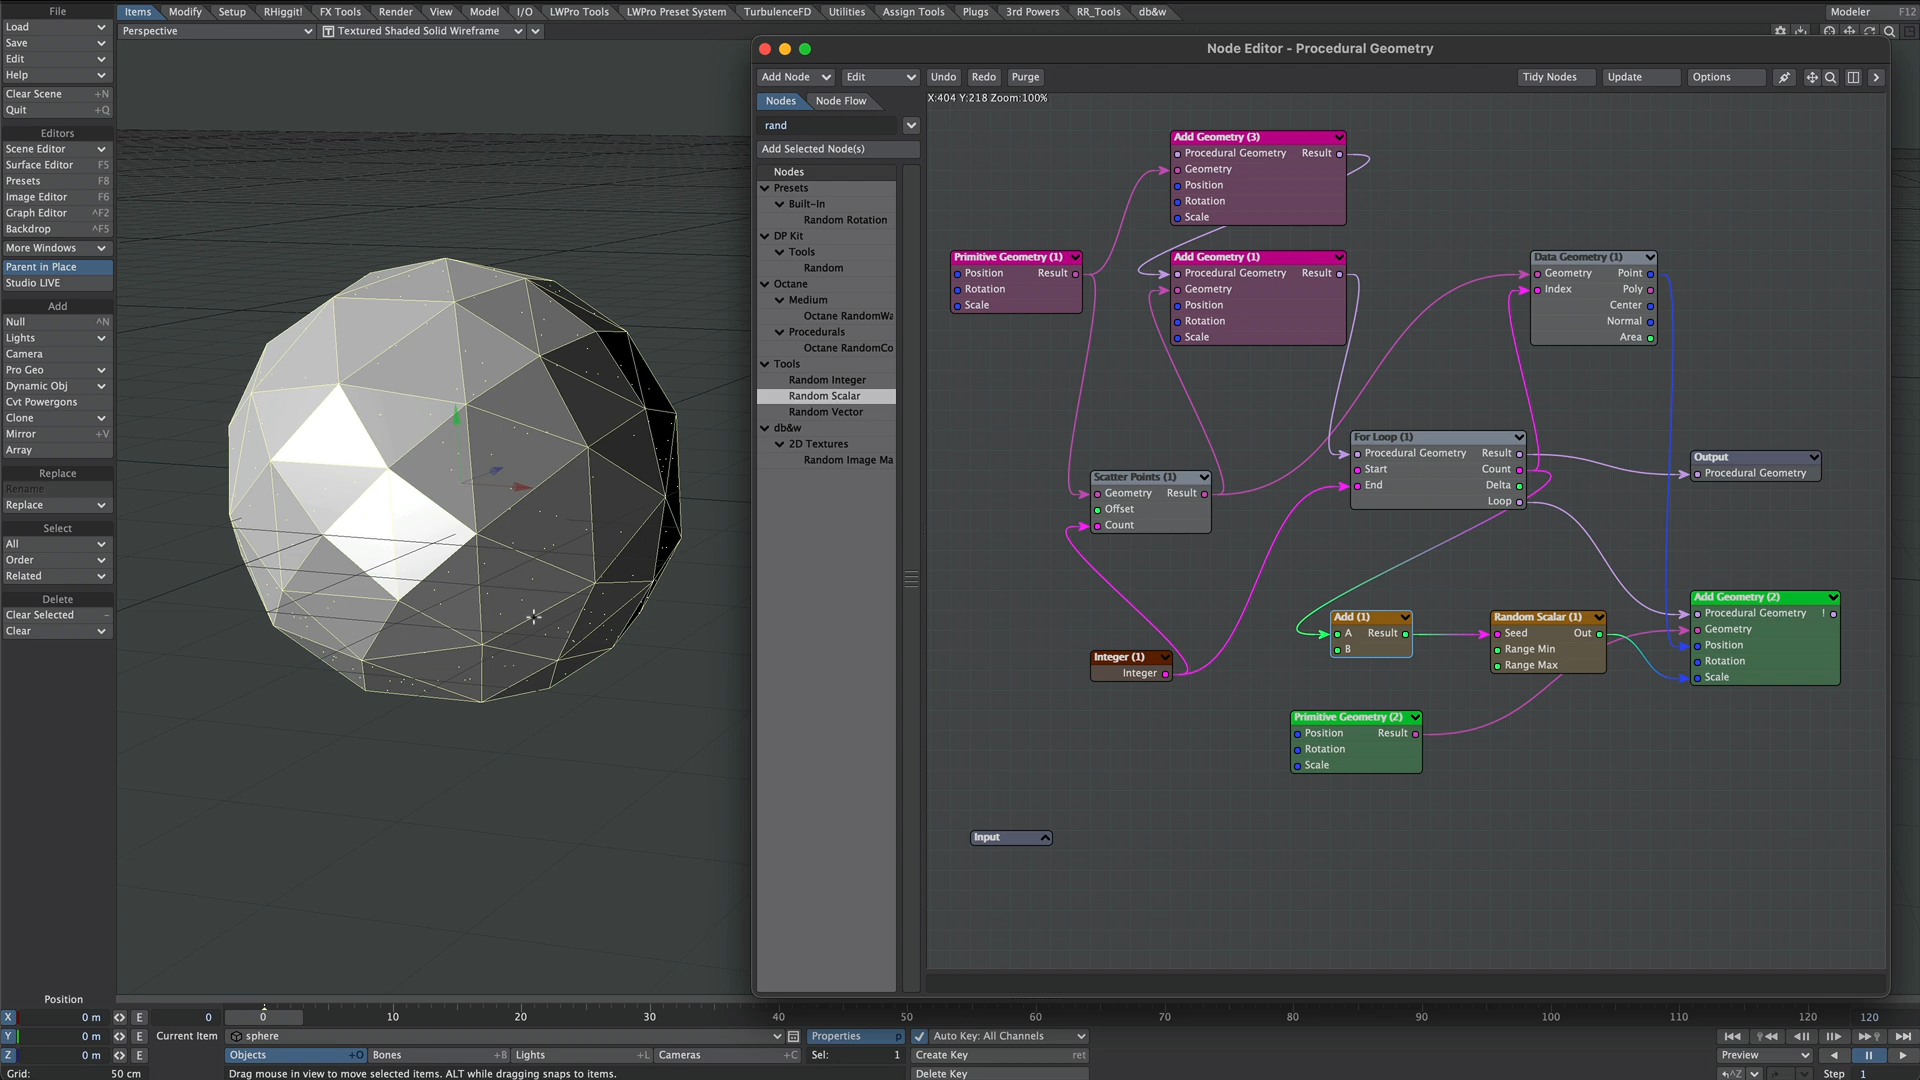 File
Items Modify Setup RHiggit! FX Tools Render View Model I/O LWPro Tools LWPro Preset System TurbulenceFD Utilities Assign Tools Plugs 3rd Powers RR_Tools db&w Modeler F12
Load
Perspective Textured Shaded Solid Wireframe
Save
Edit
Help
Clear Scene +N
Quit +Q
Editors
Scene Editor
Surface Editor F5
Presets F8
Image Editor F6
Graph Editor ^F2
Backdrop ^F5
More Windows
Parent in Place
Studio LIVE
Add
Null ^N
Lights
Camera
Pro Geo
Dynamic Obj
Cvt Powergons
Clone
Mirror +V
Array
Replace
Rename
Replace
Select
All
Order
Related
Delete
Clear Selected -
Clear
Node Editor - Procedural Geometry
Add Node Edit Undo Redo Purge Tidy Nodes Update Options
Nodes Node Flow
X:404 Y:218 Zoom:100%
rand
Add Selected Node(s)
Nodes
Presets
Built-In
Random Rotation
DP Kit
Tools
Random
Octane
Medium
Octane RandomWa
Procedurals
Octane RandomCo
Tools
Random Integer
Random Scalar
Random Vector
db&w
2D Textures
Random Image Ma
Add Geometry (3)
Procedural Geometry Result
Geometry
Position
Rotation
Scale
Primitive Geometry (1)
Position Result
Rotation
Scale
Add Geometry (1)
Procedural Geometry Result
Geometry
Position
Rotation
Scale
Data Geometry (1)
Geometry Point
Index Poly
Center
Normal
Area
For Loop (1)
Procedural Geometry Result
Start Count
End Delta
Loop
Output
Procedural Geometry
Scatter Points (1)
Geometry Result
Offset
Count
Add Geometry (2)
Procedural Geometry !
Geometry
Position
Rotation
Scale
Add (1)
A Result
B
Random Scalar (1)
Seed Out
Range Min
Range Max
Integer (1)
Integer
Primitive Geometry (2)
Position Result
Rotation
Scale
Input
Position
X 0 m E 0 0 10 20 30 40 50 60 70 80 90 100 110 120 120
Y 0 m E Current Item sphere Properties p Auto Key: All Channels
Z 0 m E Objects +O Bones +B Lights +L Cameras +C Sel: 1 Create Key ret Preview
Grid: 50 cm Drag mouse in view to move selected items. ALT while dragging snaps to items. Delete Key ^Z Step 1